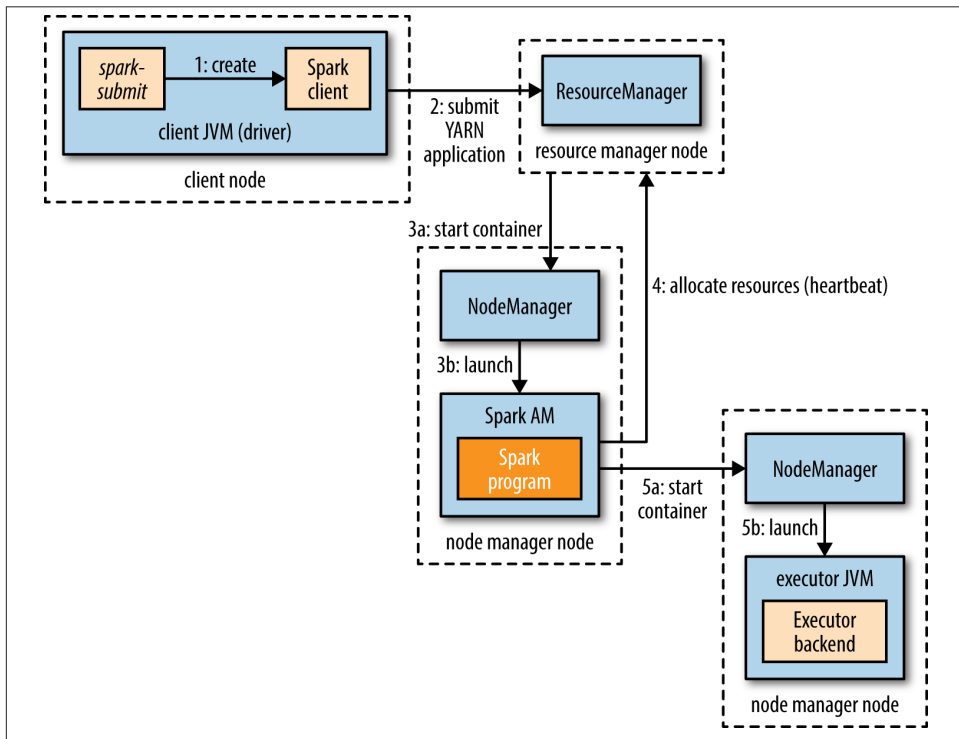 spark-
submit
1: create
Spark
client
client JVM (driver)
client node
2: submit
YARN
application
ResourceManager
resource manager node
3a: start container
NodeManager
3b: launch
Spark AM
Spark
program
node manager node
4: allocate resources (heartbeat)
5a: start
container
NodeManager
5b: launch
executor JVM
Executor
backend
node manager node